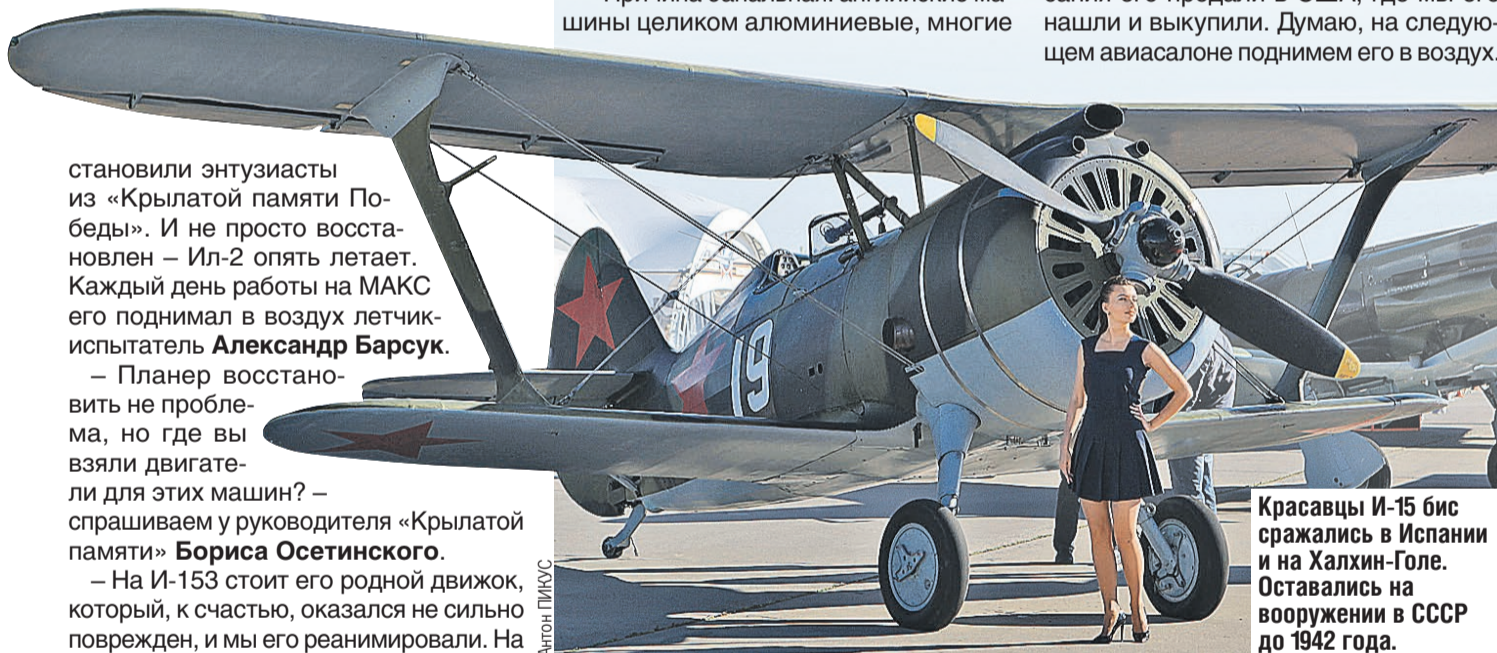 становили энтузиасты
из «Крылатой памяти По-
беды». И не просто восста-
новлен – Ил-2 опять летает.
Каждый день работы на МАКС
его поднимал в воздух летчик-
испытатель Александр Барсук.
– Планер восстано-
вить не пробле-
ма, но где вы
взяли двигате-
ли для этих машин? –
спрашиваем у руководителя «Крылатой
памяти» Бориса Осетинского.
– На И-153 стоит его родной движок,
который, к счастью, оказался не сильно
поврежден, и мы его реанимировали. На
шины целиком алюминиевые, многие
нашли и выкупили. Думаю, на следую-
щем авиасалоне поднимем его в воздух.
19
Антон ПИКУС
Красавцы И-15 бис
сражались в Испании
и на Халхин-Голе.
Оставались на
вооружении в СССР
до 1942 года.